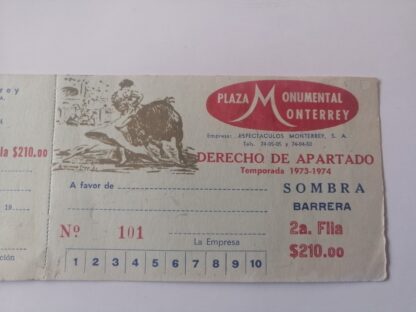 rey
A.
la $210.00
19
ción
PLAZA MONUMENTAL
MONTERREY
Empresa: ESPECTACULOS MONTERREY, S. A.
DERECHO DE APARTADO
Temporada 1973-1974
A favor de
SOMBRA
BARRERA
Nº 101
2a. Fila
La Empresa
$210.00
1 2 3 4 5 6 7 8 9 10